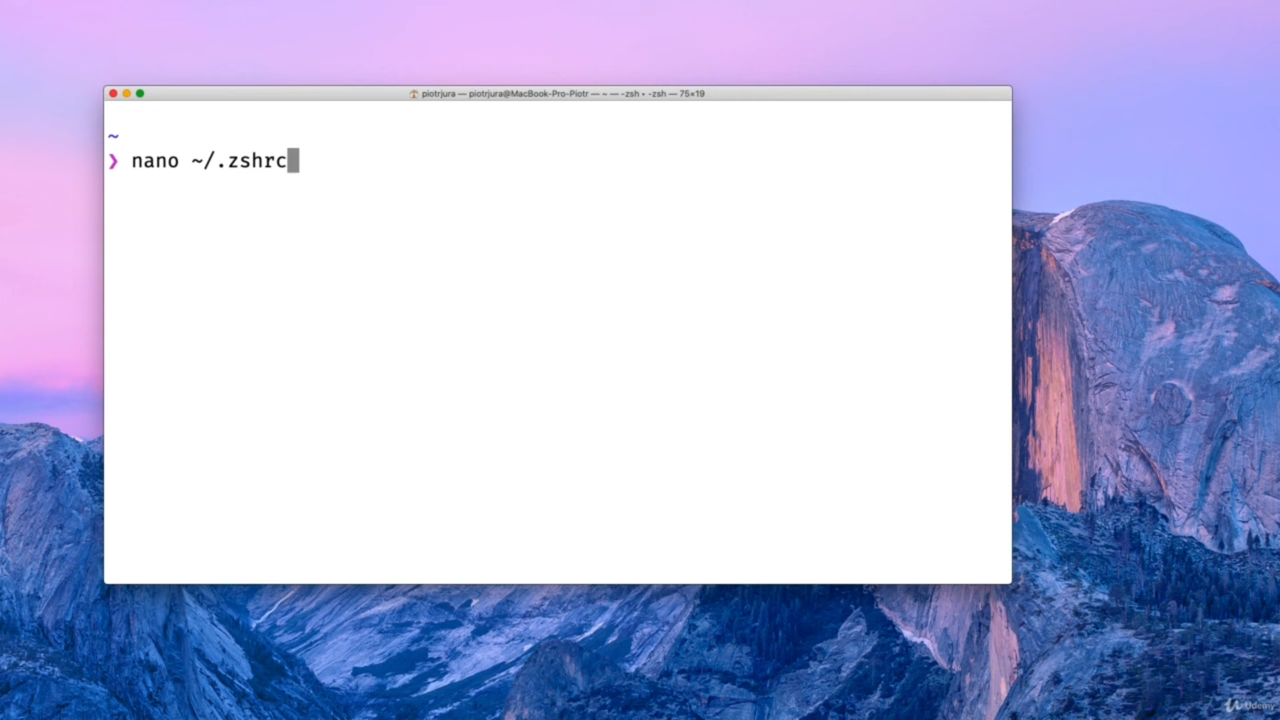 piotrjura — piotrjura@MacBook-Pro-Piotr — ~ — -zsh • -zsh — 75×19
~
❯ nano ~/.zshrc
Udemy